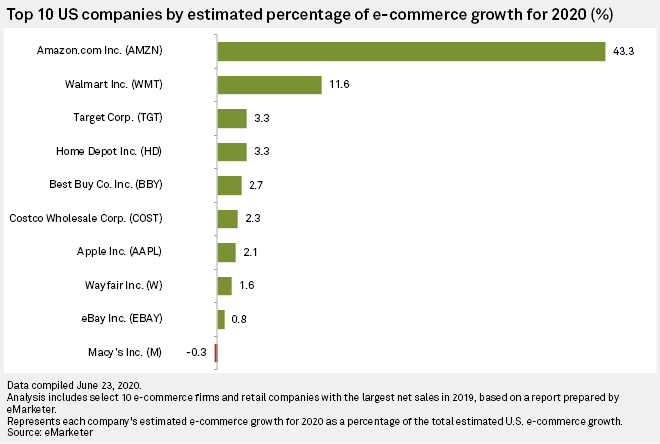 Top 10 US companies by estimated percentage of e-commerce growth for 2020 (%)
Amazon.com Inc. (AMZN) 43.3
Walmart Inc. (WMT) 11.6
Target Corp. (TGT) 3.3
Home Depot Inc. (HD) 3.3
Best Buy Co. Inc. (BBY) 2.7
Costco Wholesale Corp. (COST) 2.3
Apple Inc. (AAPL) 2.1
Wayfair Inc. (W) 1.6
eBay Inc. (EBAY) 0.8
Macy's Inc. (M) -0.3
Data compiled June 23, 2020.
Analysis includes select 10 e-commerce firms and retail companies with the largest net sales in 2019, based on a report prepared by
eMarketer.
Represents each company's estimated e-commerce growth for 2020 as a percentage of the total estimated U.S. e-commerce growth.
Source: eMarketer